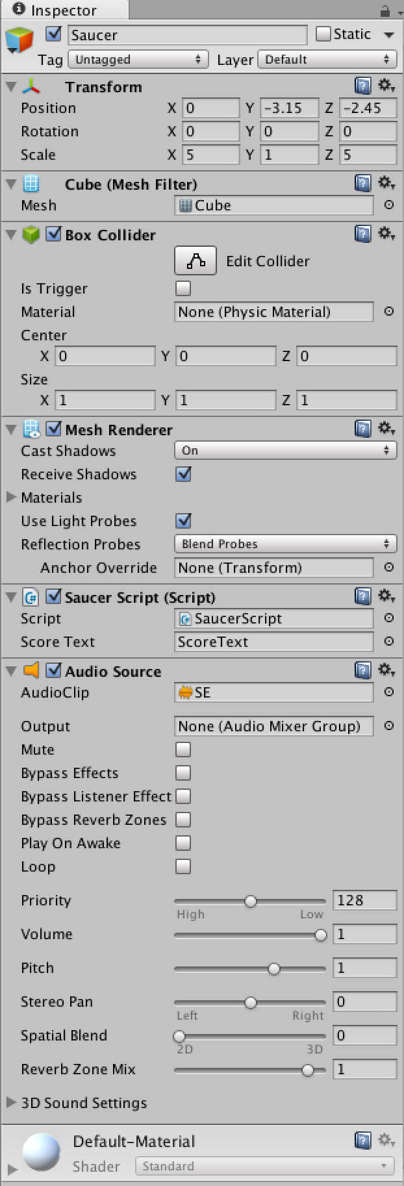 Inspector
Saucer Static
Tag Untagged Layer Default
Transform
Position X 0 Y -3.15 Z -2.45
Rotation X 0 Y 0 Z 0
Scale X 5 Y 1 Z 5
Cube (Mesh Filter)
Mesh Cube
Box Collider
Edit Collider
Is Trigger
Material None (Physic Material)
Center
X 0 Y 0 Z 0
Size
X 1 Y 1 Z 1
Mesh Renderer
Cast Shadows On
Receive Shadows
Materials
Use Light Probes
Reflection Probes Blend Probes
Anchor Override None (Transform)
Saucer Script (Script)
Script SaucerScript
Score Text ScoreText
Audio Source
AudioClip SE
Output None (Audio Mixer Group)
Mute
Bypass Effects
Bypass Listener Effect
Bypass Reverb Zones
Play On Awake
Loop
Priority 128
High Low
Volume 1
Pitch 1
Stereo Pan 0
Left Right
Spatial Blend 0
2D 3D
Reverb Zone Mix 1
3D Sound Settings
Default-Material
Shader Standard